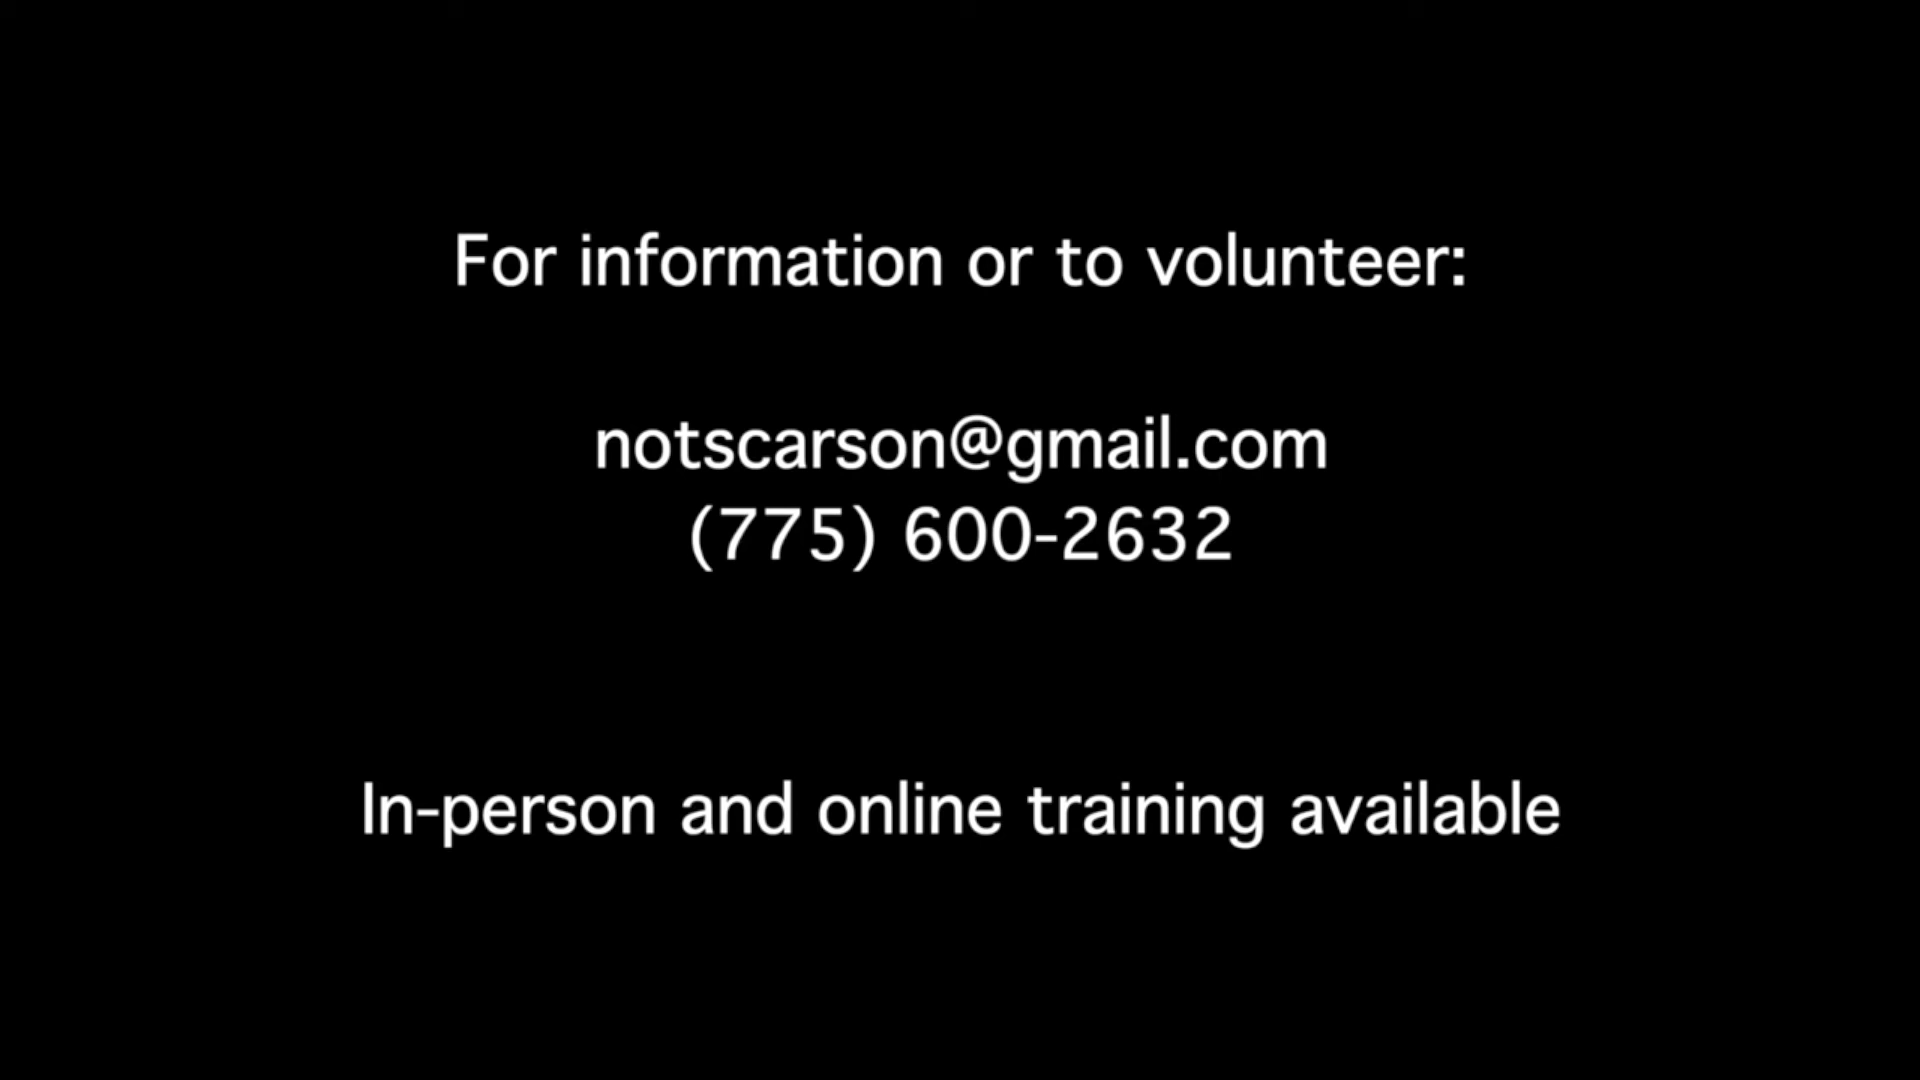 For information or to volunteer:
notscarson@gmail.com
(775) 600-2632
In-person and online training available